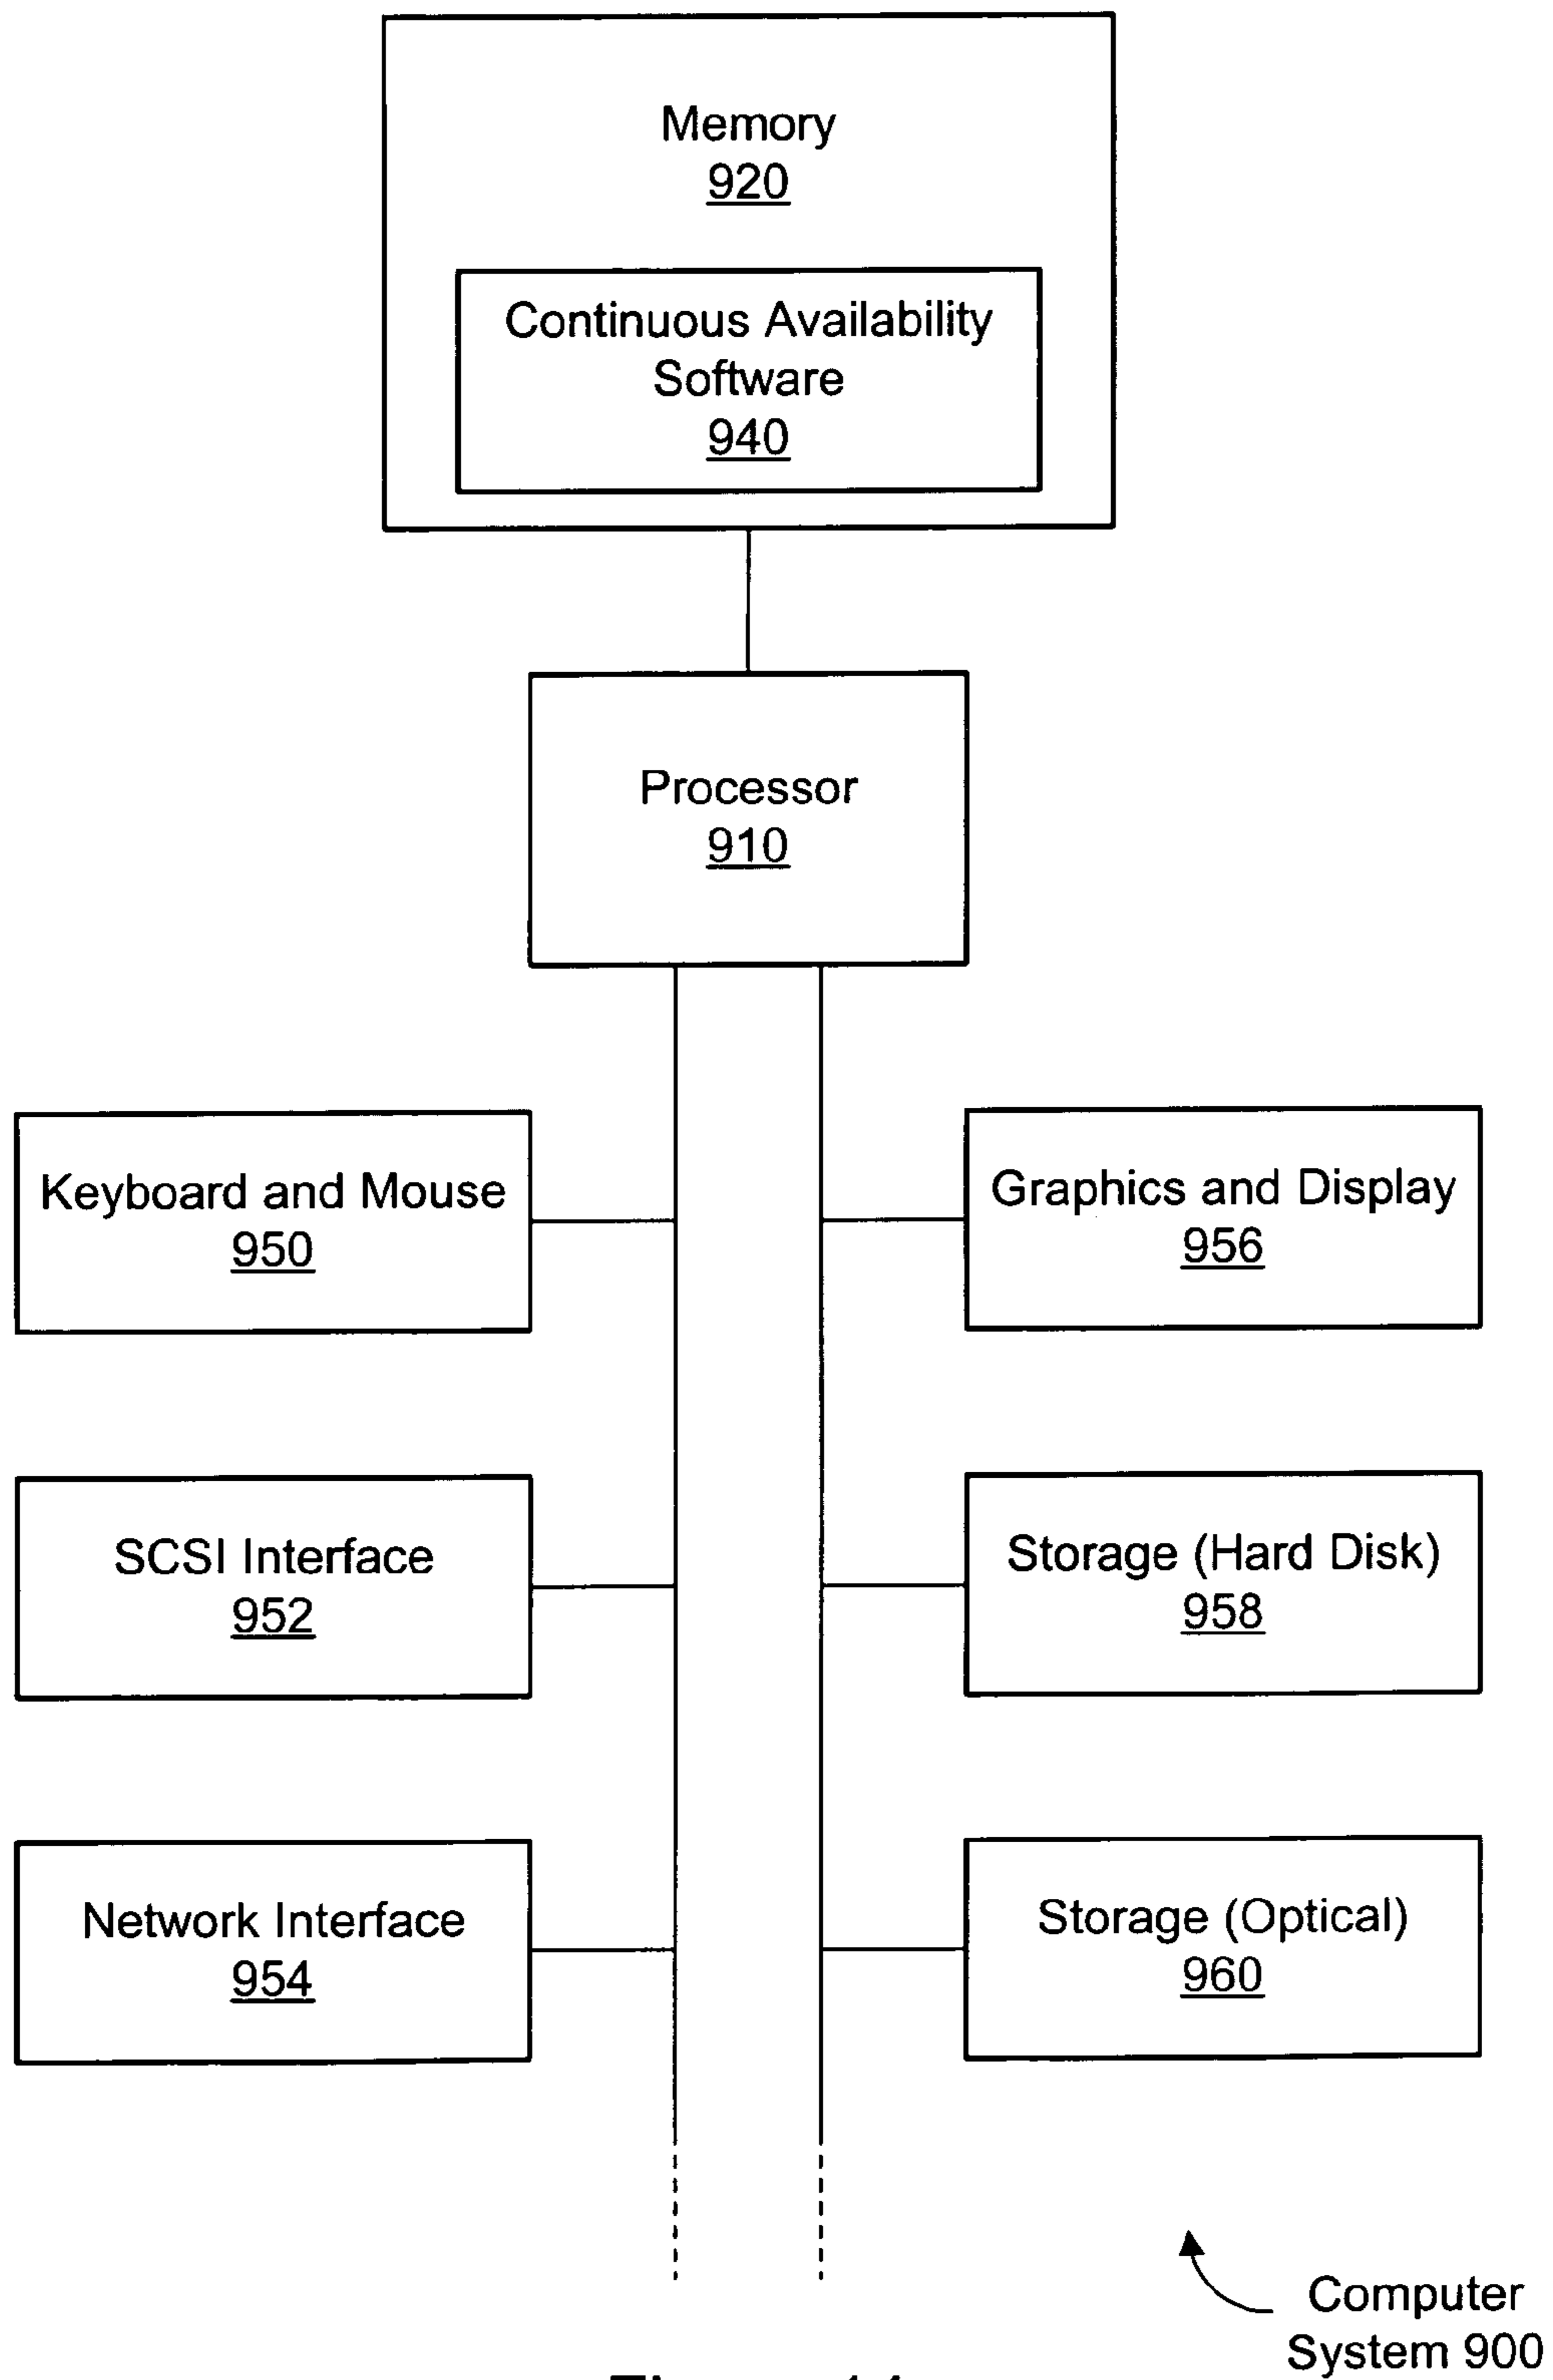 Memory
920
Continuous Availability
Software
940
Processor
910
Keyboard and Mouse
950
Graphics and Display
956
SCSI Interface
952
Storage (Hard Disk)
958
Network Interface
954
Storage (Optical)
960
Computer
System 900